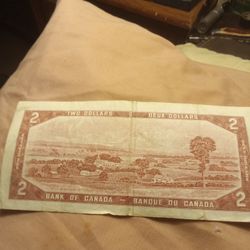 2 TWO DOLLARS DEUX DOLLARS 2
2 BANK OF CANADA – BANQUE DU CANADA 2